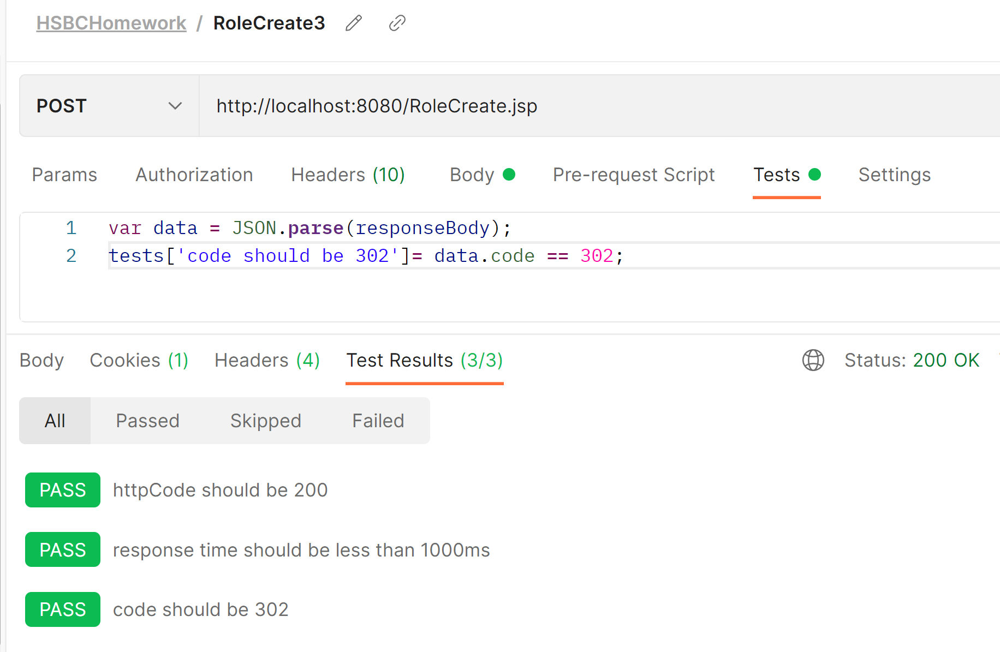 HSBCHomework / RoleCreate3
POST http://localhost:8080/RoleCreate.jsp
Params Authorization Headers (10) Body Pre-request Script Tests Settings
1 var data = JSON.parse(responseBody);
2 tests['code should be 302']= data.code == 302;
Body Cookies (1) Headers (4) Test Results (3/3) Status: 200 OK
All Passed Skipped Failed
PASS httpCode should be 200
PASS response time should be less than 1000ms
PASS code should be 302